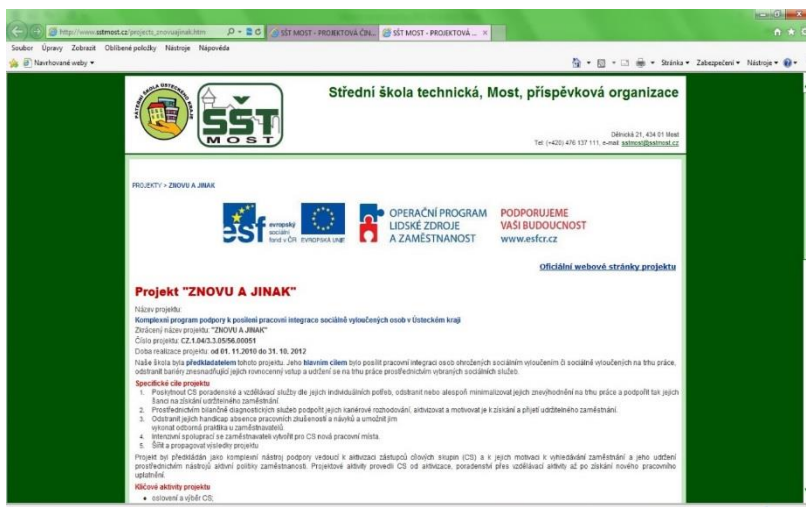 http://www.sstmost.cz/projects_znovuajinak.htm
SŠT MOST - PROJEKTOVÁ ČIN...
SŠT MOST - PROJEKTOVÁ ...
Soubor Úpravy Zobrazit Oblíbené položky Nástroje Nápověda
Navrhované weby
Stránka Zabezpečení Nástroje
PÁTEŘNÍ ŠKOLA ÚSTECKÉHO KRAJE
SŠT
MOST
Střední škola technická, Most, příspěvková organizace
Dělnická 21, 434 01 Most
Tel: (+420) 476 137 111, e-mail: sstmost@sstmost.cz
PROJEKTY > ZNOVU A JINAK
esf evropský sociální fond v ČR EVROPSKÁ UNIE
OPERAČNÍ PROGRAM
LIDSKÉ ZDROJE
A ZAMĚSTNANOST
PODPORUJEME
VAŠI BUDOUCNOST
www.esfcr.cz
Oficiální webové stránky projektu
Projekt "ZNOVU A JINAK"
Název projektu:
Komplexní program podpory k posílení pracovní integrace sociálně vyloučených osob v Ústeckém kraji
Zkrácený název projektu: "ZNOVU A JINAK"
Číslo projektu: CZ.1.04/3.3.05/56.00051
Doba realizace projektu: od 01. 11.2010 do 31. 10. 2012
Naše škola byla předkladatelem tohoto projektu. Jeho hlavním cílem bylo posílit pracovní integraci osob ohrožených sociálním vyloučením či sociálně vyloučených na trhu práce,
odstranit bariéry znesnadňující jejich rovnocenný vstup a udržení se na trhu práce prostřednictvím vybraných sociálních služeb.
Specifické cíle projektu
1. Poskytnout CS poradenské a vzdělávací služby dle jejich individuálních potřeb, odstranit nebo alespoň minimalizovat jejich znevýhodnění na trhu práce a podpořit tak jejich
šanci na získání udržitelného zaměstnání.
2. Prostřednictvím bilančně diagnostických služeb podpořit jejich kariérové rozhodování, aktivizovat a motivovat je k získání a přijetí udržitelného zaměstnání.
3. Odstranit jejich handicap absence pracovních zkušeností a návyků a umožnit jim
vykonat odborná praktika u zaměstnavatelů.
4. Intenzivní spoluprací se zaměstnavateli vytvořit pro CS nová pracovní místa.
5. Šířit a propagovat výsledky projektu
Projekt byl předkládán jako komplexní nástroj podpory vedoucí k aktivizaci zástupců cílových skupin (CS) a k jejich motivaci k vyhledávání zaměstnání a jeho udržení
prostřednictvím nástrojů aktivní politiky zaměstnanosti. Projektové aktivity provedli CS od aktivizace, poradenství přes vzdělávací aktivity až po získání nového pracovního
uplatnění.
Klíčové aktivity projektu
• oslovení a výběr CS;